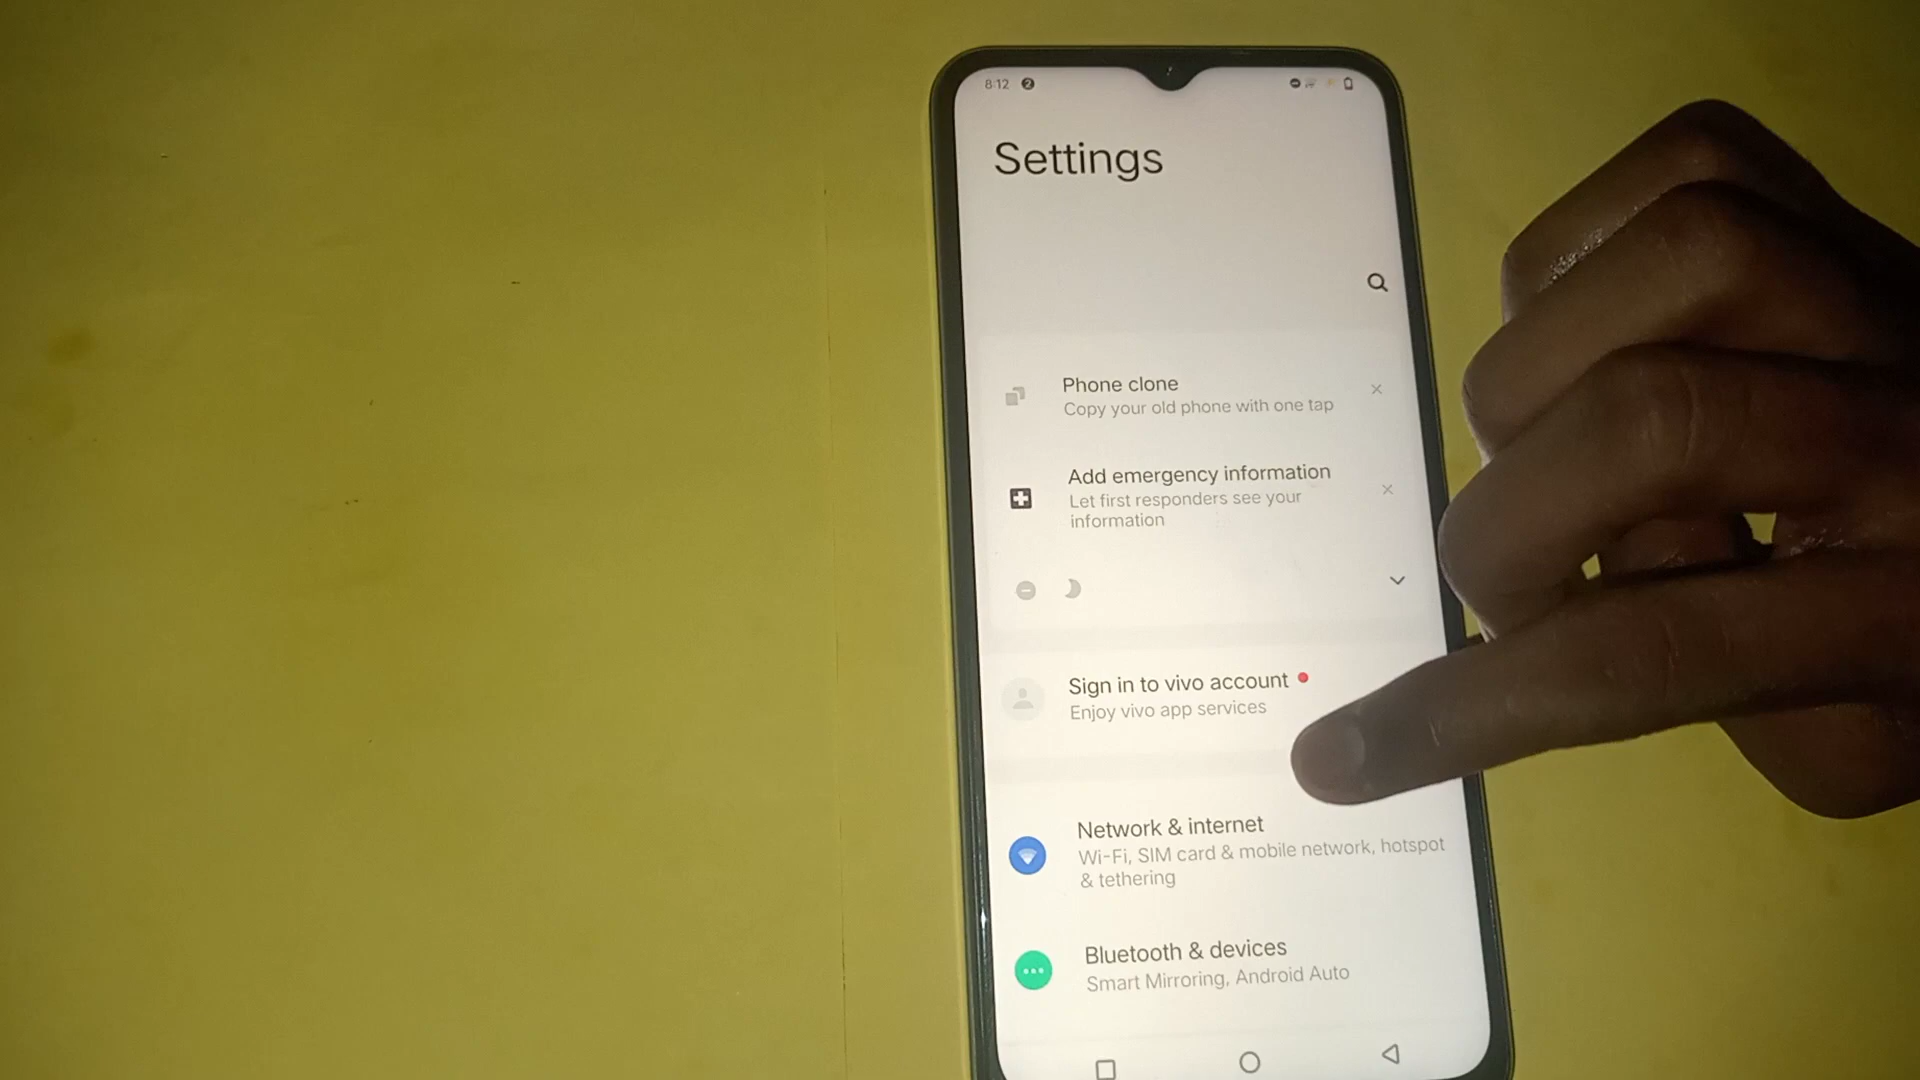 8:12 2
Settings
Phone clone
Copy your old phone with one tap
Add emergency information
Let first responders see your
information
Sign in to vivo account
Enjoy vivo app services
Network & internet
Wi-Fi, SIM card & mobile network, hotspot
& tethering
Bluetooth & devices
Smart Mirroring, Android Auto